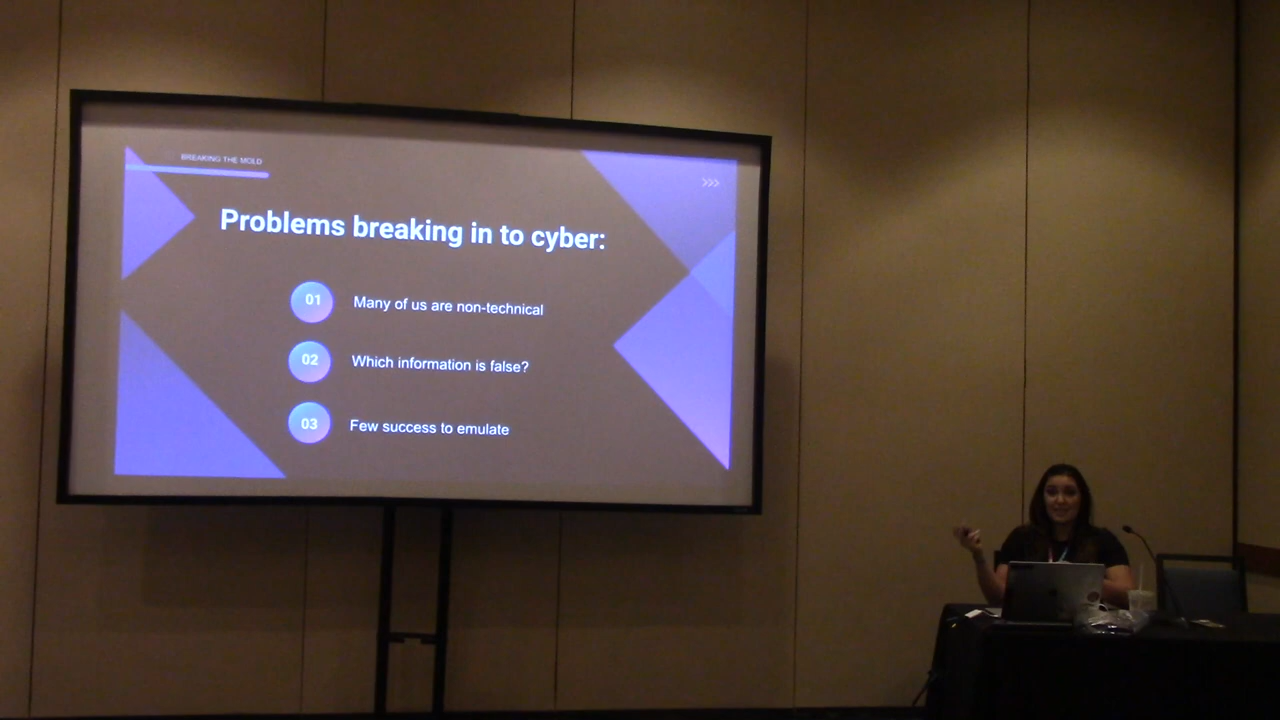 BREAKING THE MOLD
>>>
Problems breaking in to cyber:
01 Many of us are non-technical
02 Which information is false?
03 Few success to emulate